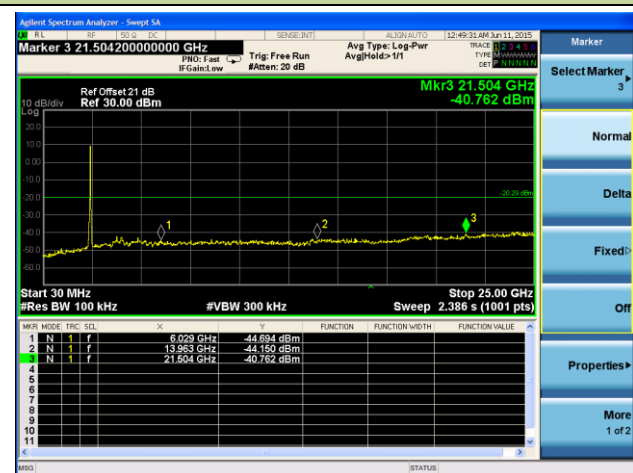 Agilent Spectrum Analyzer - Swept SA
RL RF 50 Ω DC SENSE:INT ALIGN AUTO 12:49:31 AM Jun 11, 2015
Marker 3 21.504200000000 GHz Avg Type: Log-Pwr TRACE 1 2 3 4 5 6
PNO: Fast Trig: Free Run Avg|Hold:>1/1 TYPE
IFGain:Low #Atten: 20 dB DET P N N N N N
Mkr3 21.504 GHz
Ref Offset 21 dB
10 dB/div Ref 30.00 dBm -40.762 dBm
Log
20.0
10.0
0.00
-10.0
-20.0
-20.29 dBm
-30.0
-40.0
-50.0
-60.0
1
2
3
Start 30 MHz Stop 25.00 GHz
#Res BW 100 kHz #VBW 300 kHz Sweep 2.386 s (1001 pts)
MKR MODE TRC SCL X Y FUNCTION FUNCTION WIDTH FUNCTION VALUE
1 N 1 f 6.029 GHz -44.694 dBm
2 N 1 f 13.963 GHz -44.150 dBm
3 N 1 f 21.504 GHz -40.762 dBm
4
5
6
7
8
9
10
11
MSG STATUS
Marker
Select Marker
3
Normal
Delta
Fixed
Off
Properties
More
1 of 2